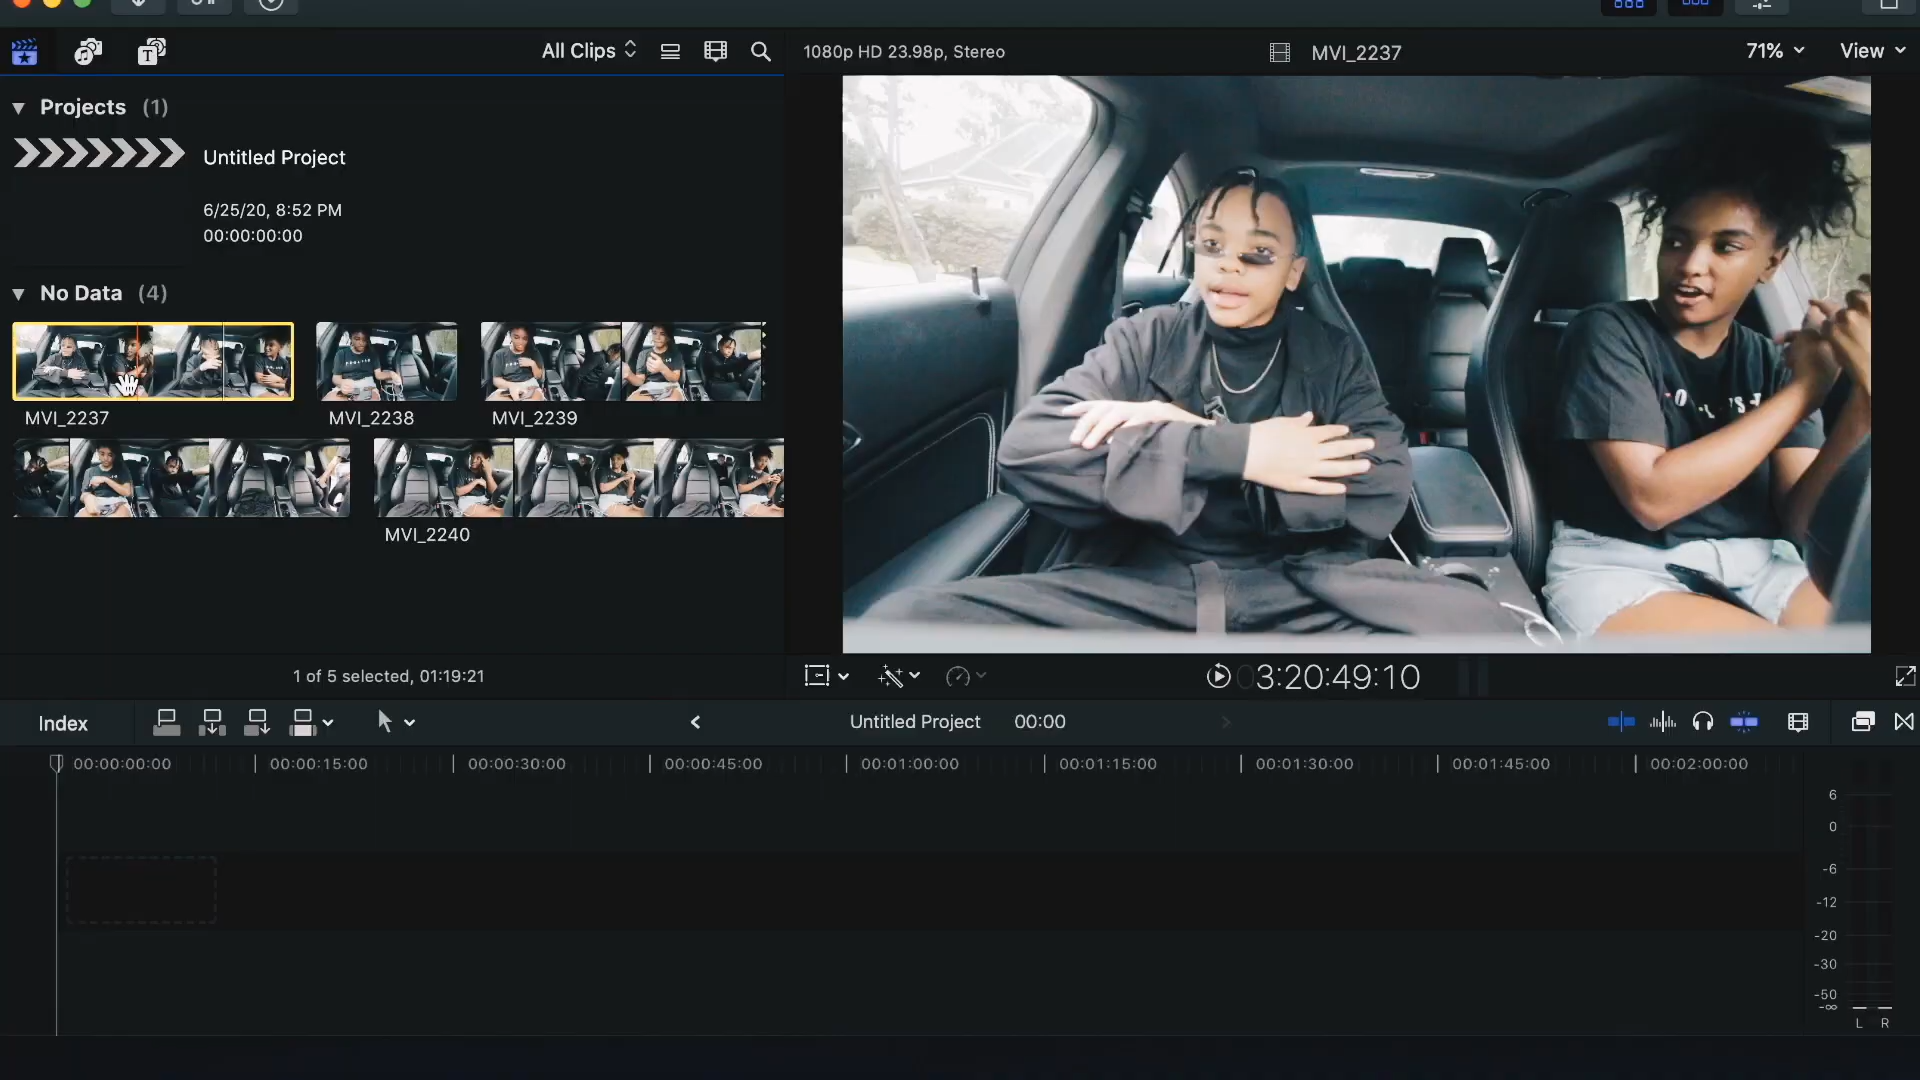 All Clips
1080p HD 23.98p, Stereo
MVI_2237
71%
View
Projects (1)
Untitled Project
6/25/20, 8:52 PM
00:00:00:00
No Data (4)
MVI_2237
MVI_2238
MVI_2239
MVI_2240
1 of 5 selected, 01:19:21
03:20:49:10
Index
Untitled Project
00:00
00:00:00:00
00:00:15:00
00:00:30:00
00:00:45:00
00:01:00:00
00:01:15:00
00:01:30:00
00:01:45:00
00:02:00:00
6
0
-6
-12
-20
-30
-50
-∞
L R